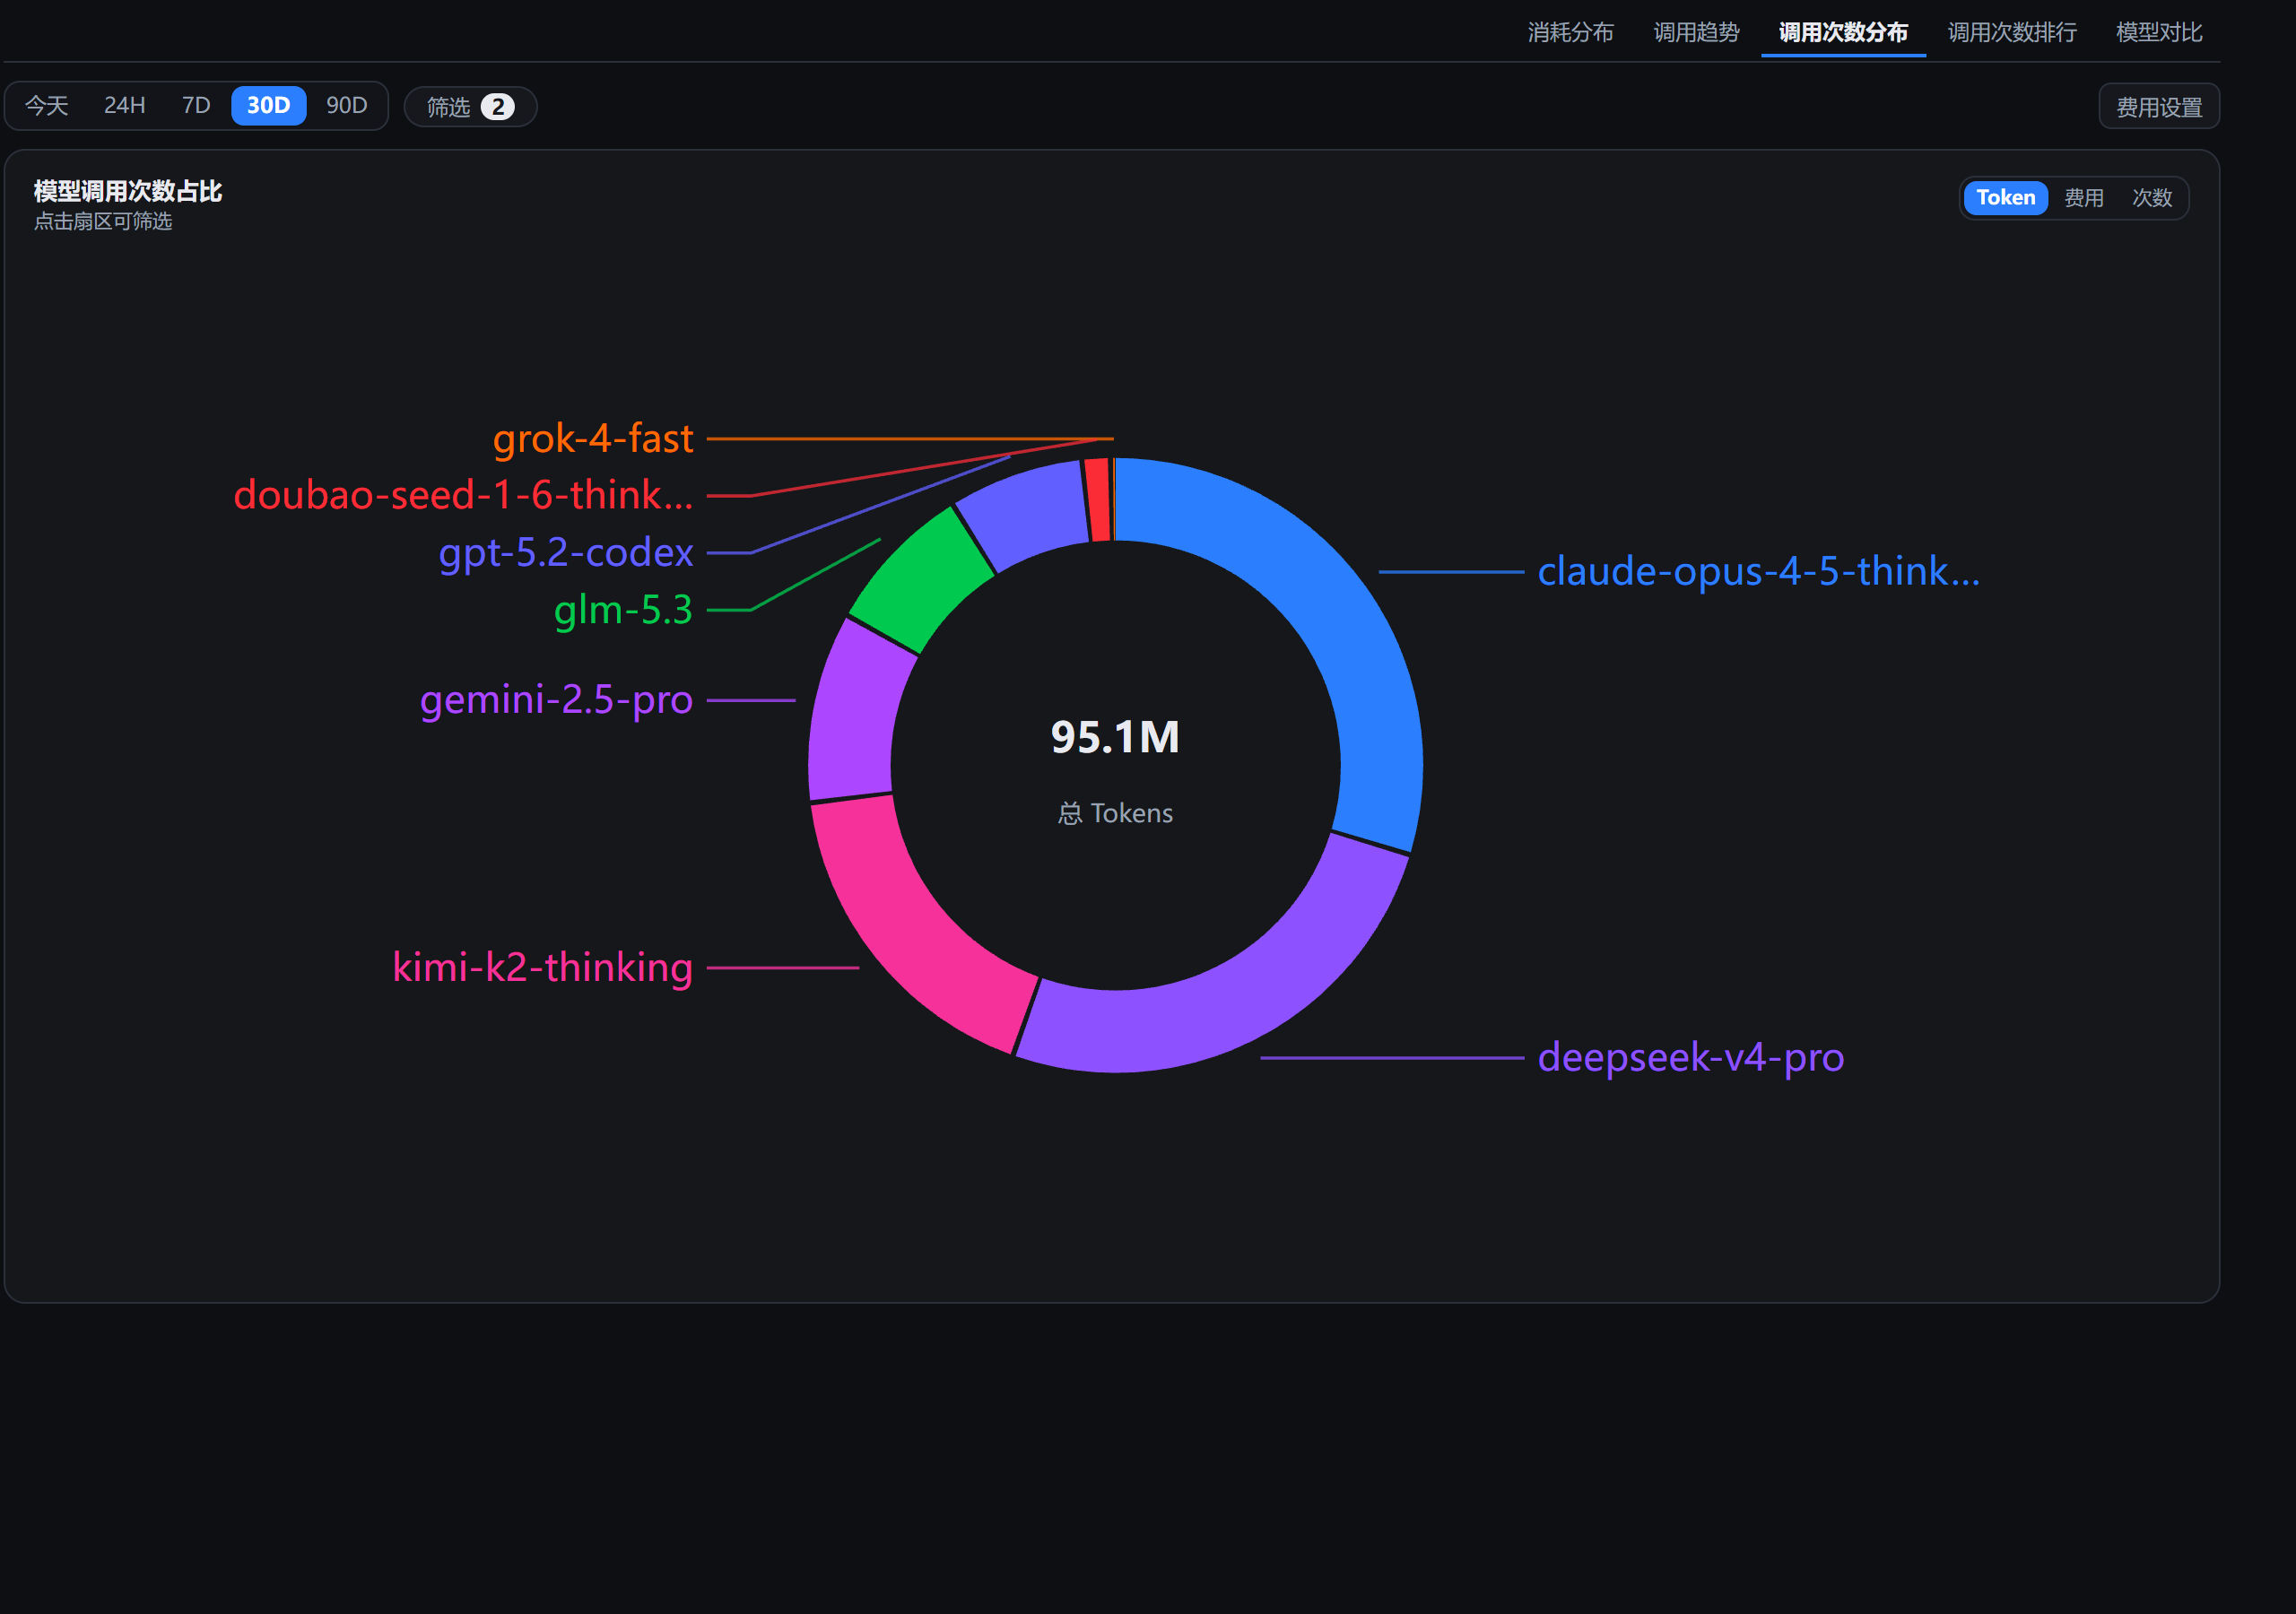 消耗分布 调用趋势 调用次数分布 调用次数排行 模型对比
今天 24H 7D 30D 90D 筛选 2 费用设置
模型调用次数占比
点击扇区可筛选
Token 费用 次数
grok-4-fast
doubao-seed-1-6-think...
gpt-5.2-codex
claude-opus-4-5-think...
glm-5.3
gemini-2.5-pro
95.1M
总 Tokens
kimi-k2-thinking
deepseek-v4-pro